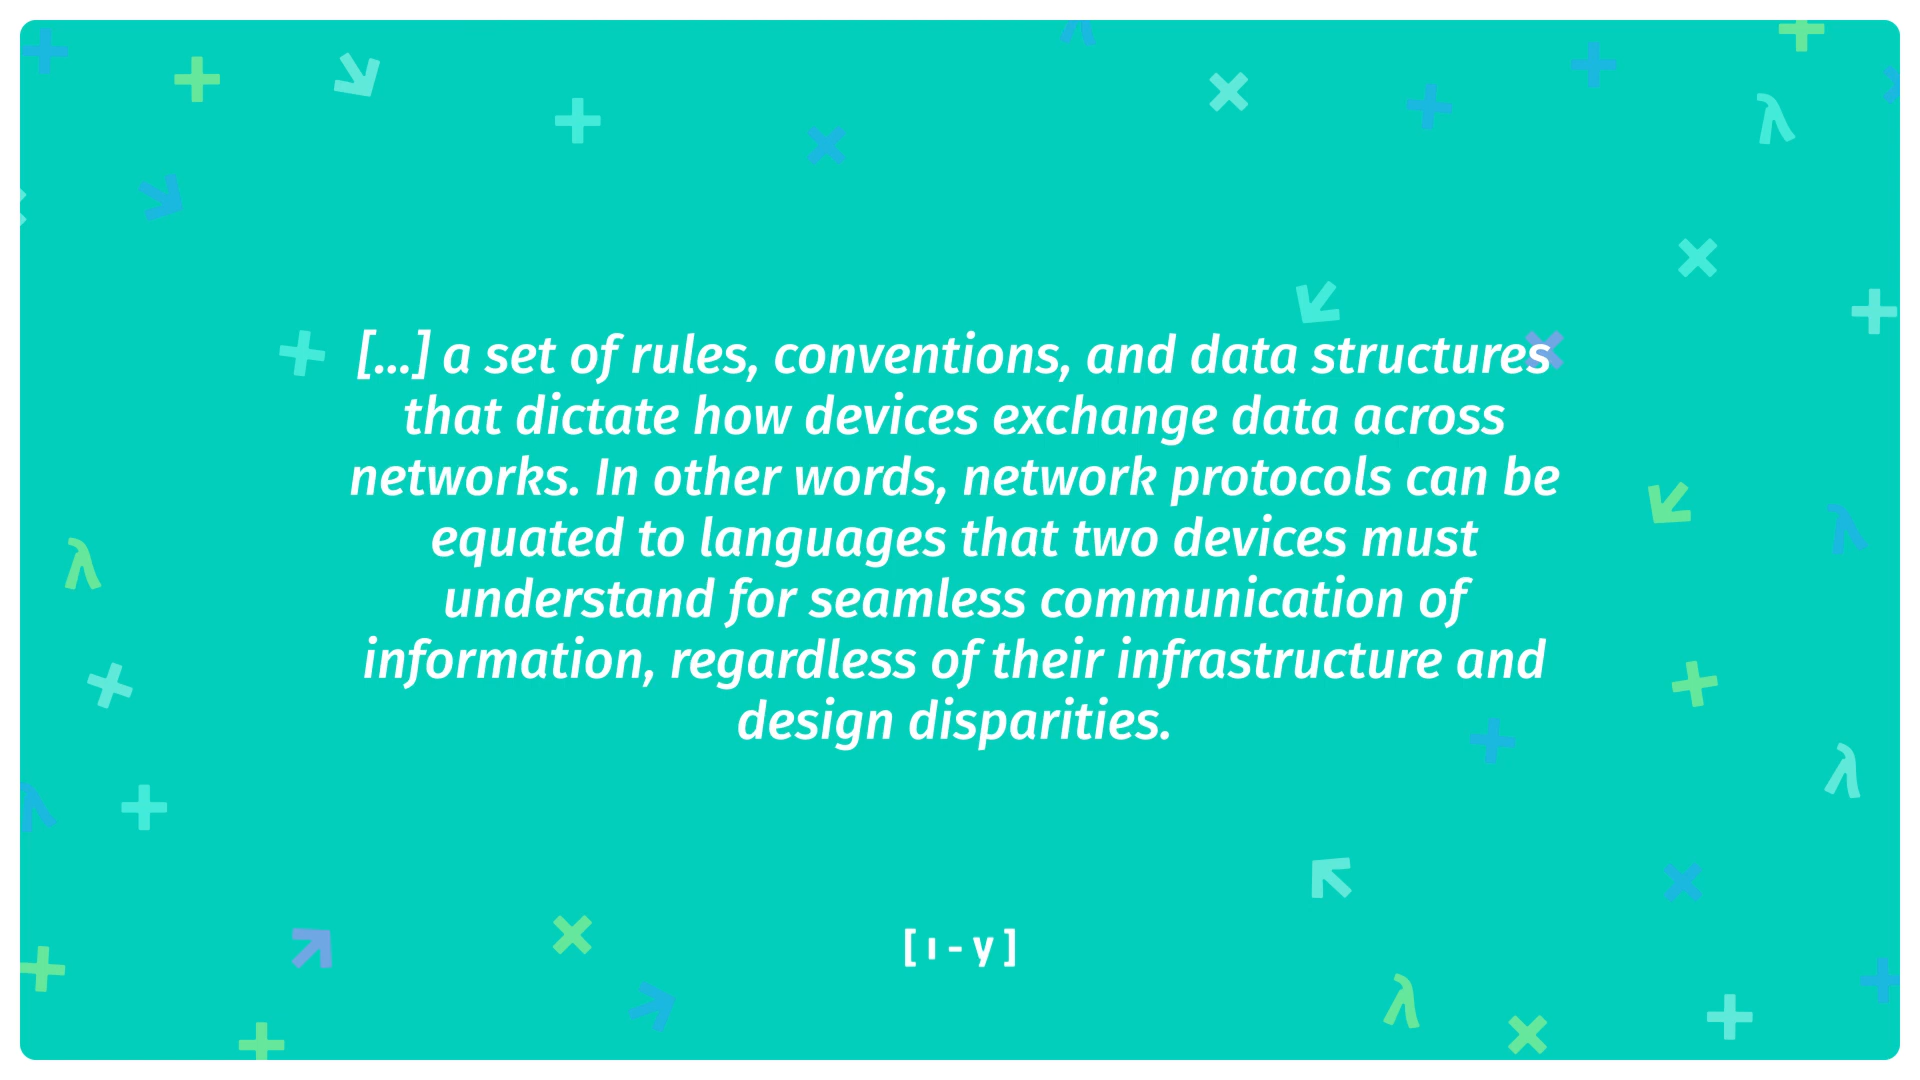 [...] a set of rules, conventions, and data structures
that dictate how devices exchange data across
networks. In other words, network protocols can be
equated to languages that two devices must
understand for seamless communication of
information, regardless of their infrastructure and
design disparities.
[ı-y]